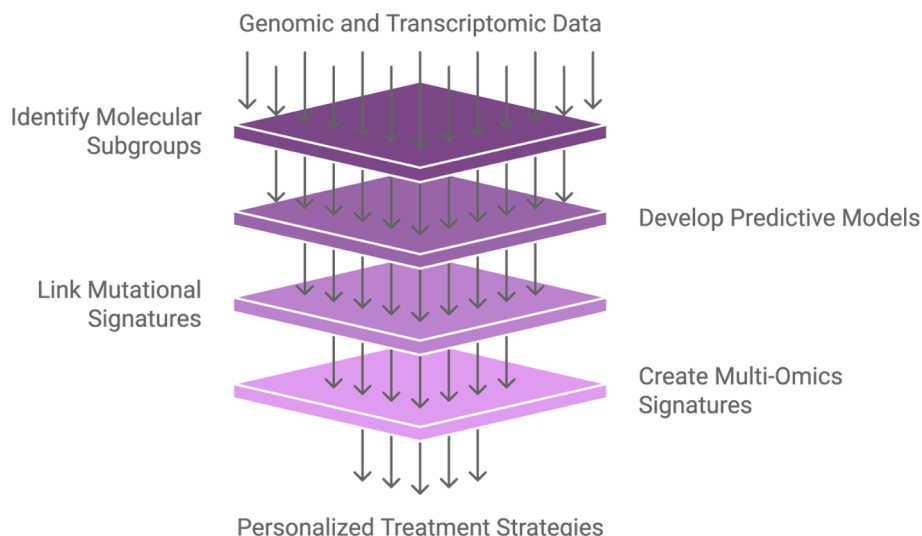 Genomic and Transcriptomic Data
Identify Molecular
Subgroups
Develop Predictive Models
Link Mutational
Signatures
Create Multi-Omics
Signatures
Personalized Treatment Strategies